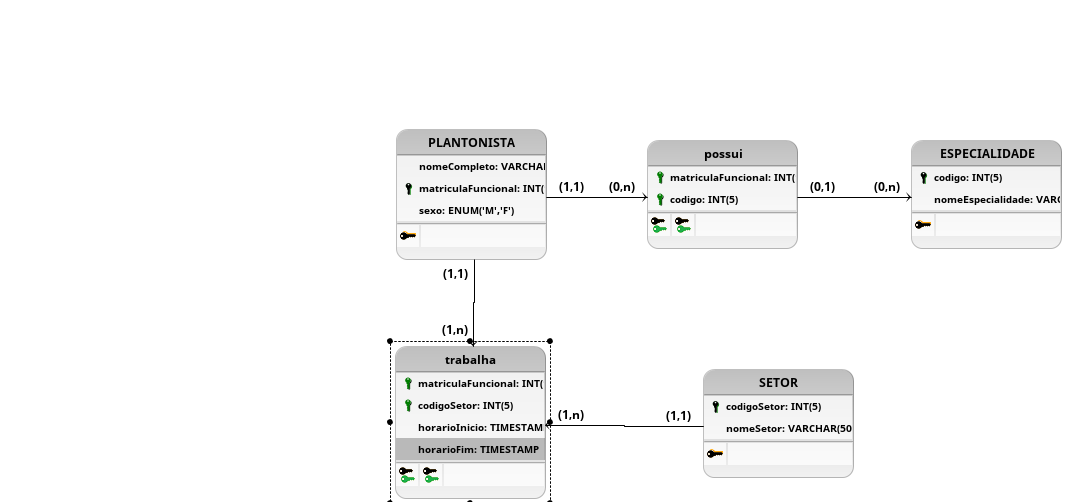 PLANTONISTA
nomeCompleto: VARCHA
matriculaFuncional: INT(
sexo: ENUM('M','F')
(1,1)
(0,n)
possui
matriculaFuncional: INT(
codigo: INT(5)
(0,1)
(0,n)
ESPECIALIDADE
codigo: INT(5)
nomeEspecialidade: VARC
(1,1)
(1,n)
trabalha
matriculaFuncional: INT(
codigoSetor: INT(5)
horarioInicio: TIMESTAM
horarioFim: TIMESTAMP
(1,n)
(1,1)
SETOR
codigoSetor: INT(5)
nomeSetor: VARCHAR(50